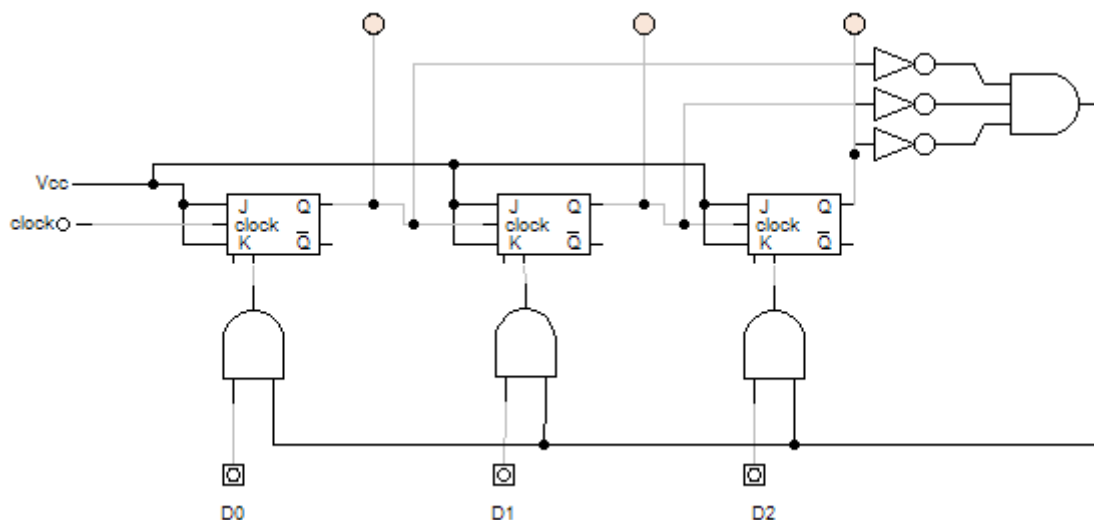 Vcc
clock
J Q
clock
K Q̅
J Q
clock
K Q̅
J Q
clock
K Q̅
D0 D1 D2